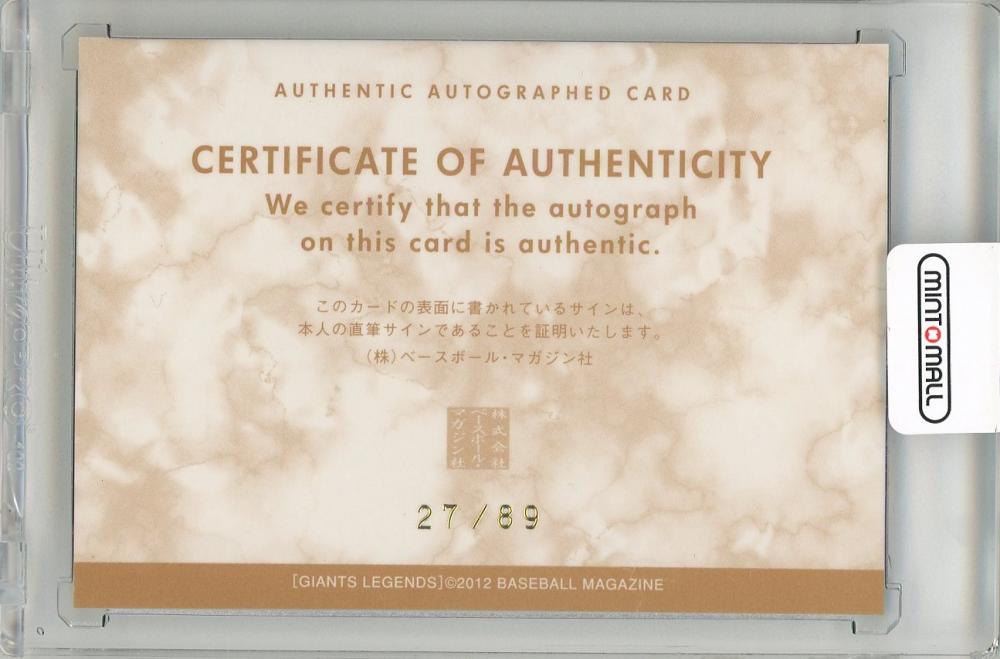 AUTHENTIC AUTOGRAPHED CARD
CERTIFICATE OF AUTHENTICITY
We certify that the autograph
on this card is authentic.
このカードの表面に書かれているサインは、
本人の直筆サインであることを証明いたします。
(株)ベースボール・マガジン社
株式会社
ベースボール・
マガジン社
27/89
[GIANTS LEGENDS]©2012 BASEBALL MAGAZINE
MINTOMALL